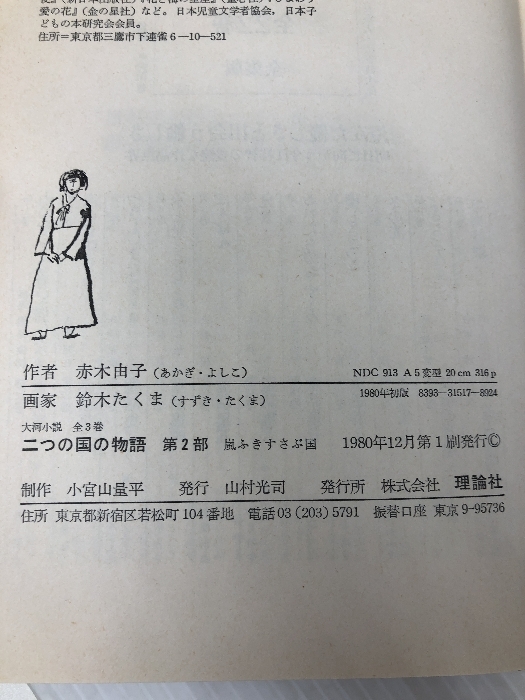 愛の花』（金の星社）など。日本児童文学者協会，日本子
どもの本研究会会員。
住所＝東京都三鷹市下連雀6―10―521
作者　赤木由子（あかぎ・よしこ）　NDC 913 A5変型 20cm 316p
画家　鈴木たくま（すずき・たくま）　1980年初版　8393―31517―8924
大河小説　全3巻
二つの国の物語　第2部　嵐ふきすさぶ国　1980年12月第1刷発行©
制作　小宮山量平　発行　山村光司　発行所　株式会社　理論社
住所　東京都新宿区若松町104番地　電話03（203）5791　振替口座　東京9-95736